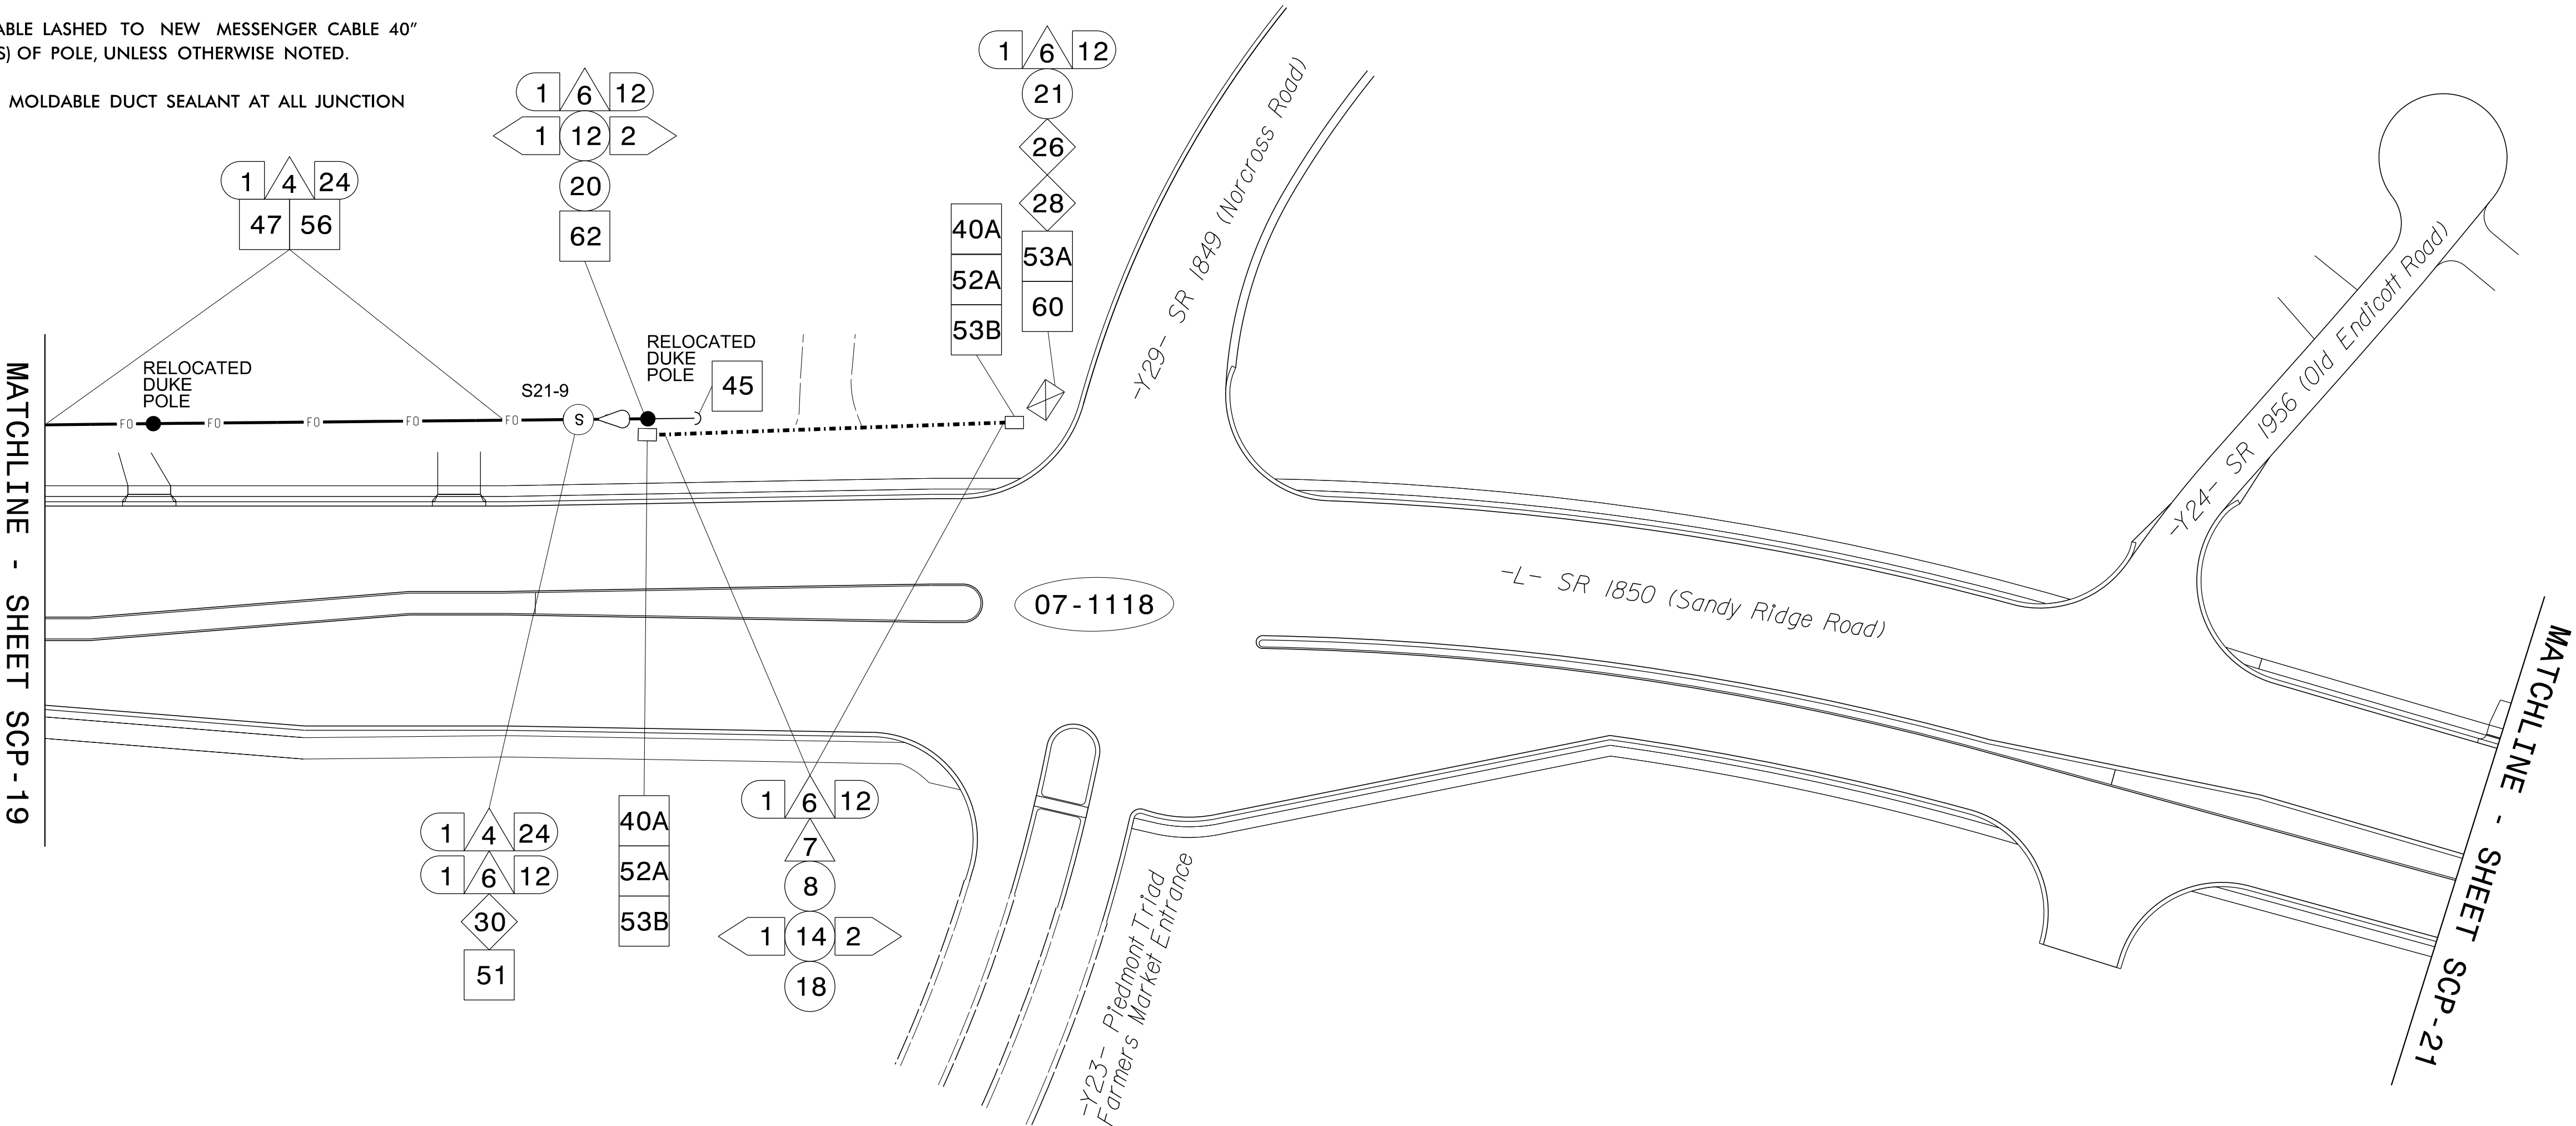 ABLE LASHED TO NEW MESSENGER CABLE 40"
S) OF POLE, UNLESS OTHERWISE NOTED.
MOLDABLE DUCT SEALANT AT ALL JUNCTION
1 4 24
47 56
1 6 12
1 12 2
20
62
1 6 12
21
26
28
53A
60
40A
52A
53B
-Y29- SR 1849 (Norcross Road)
-Y24- SR 1956 (Old Endicott Road)
RELOCATED
DUKE
POLE
RELOCATED
DUKE
POLE
45
S21-9
S
FO FO FO FO FO
MATCHLINE - SHEET SCP-19
07-1118
-L- SR 1850 (Sandy Ridge Road)
MATCHLINE - SHEET SCP-21
1 4 24
1 6 12
30
51
40A
52A
53B
1 6 12
7
8
1 14 2
18
-Y23- Piedmont Triad
Farmers Market Entrance